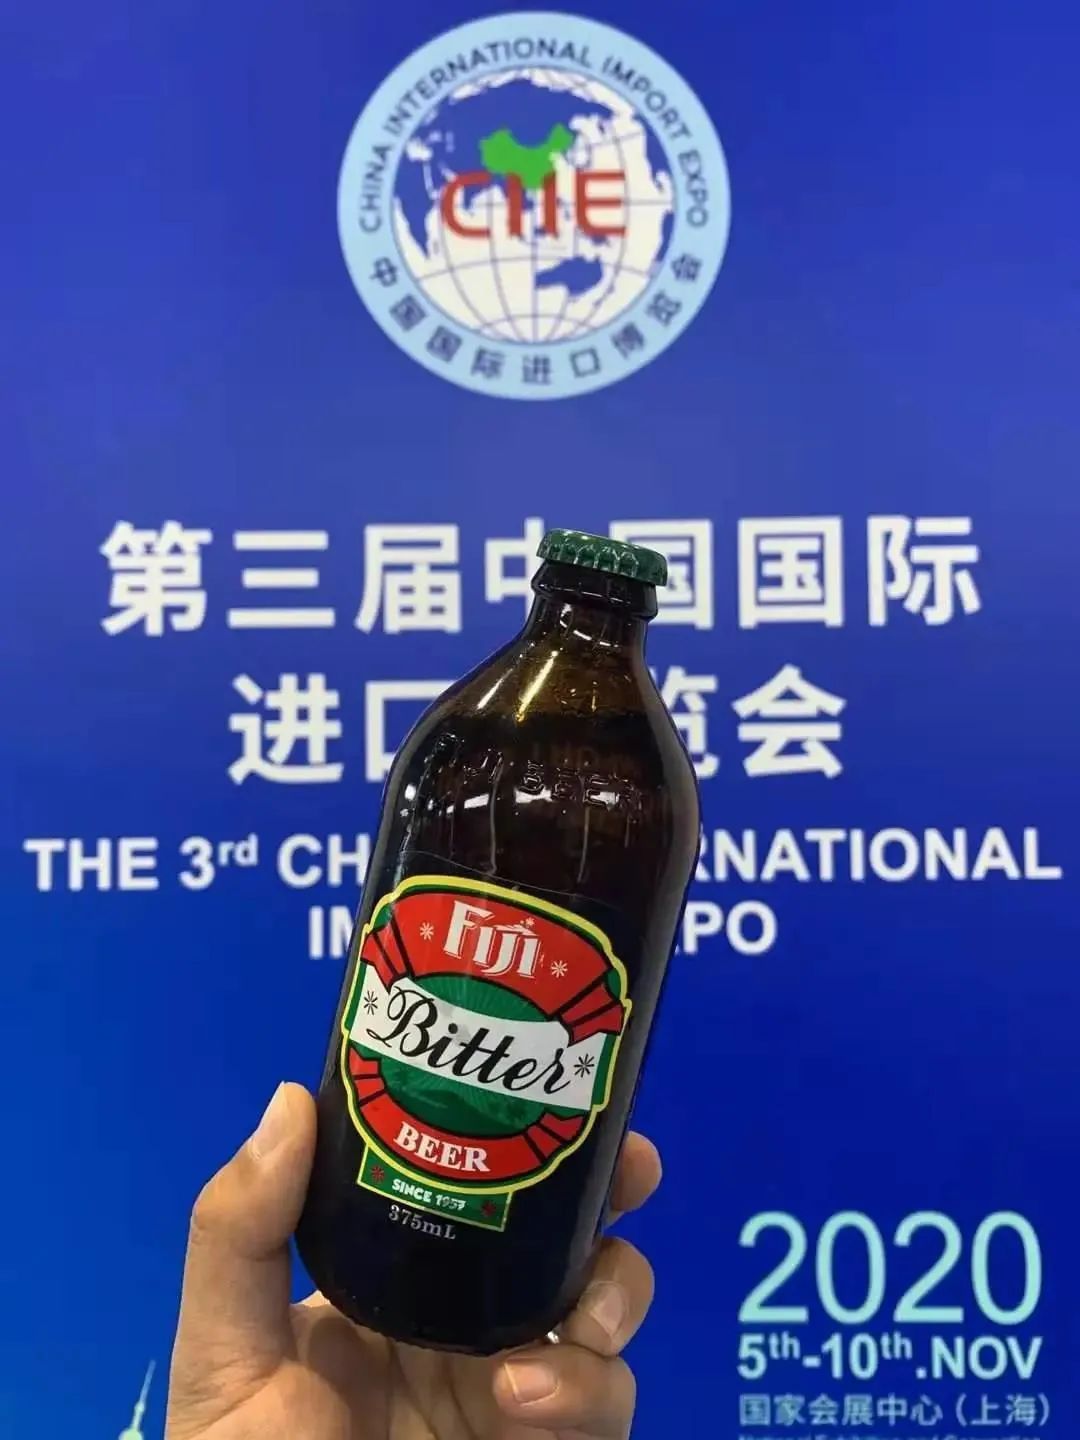 CHINA INTERNATIONAL IMPORT EXPO
CIIE
中国国际进口博览会
第三届中国国际
进口 览会
THE 3rd CH RNATIONAL
IM PO
FIJI BEER
FIJI
Bitter
BEER
SINCE 1957
375mL
2020
5th-10th.NOV
国家会展中心（上海）